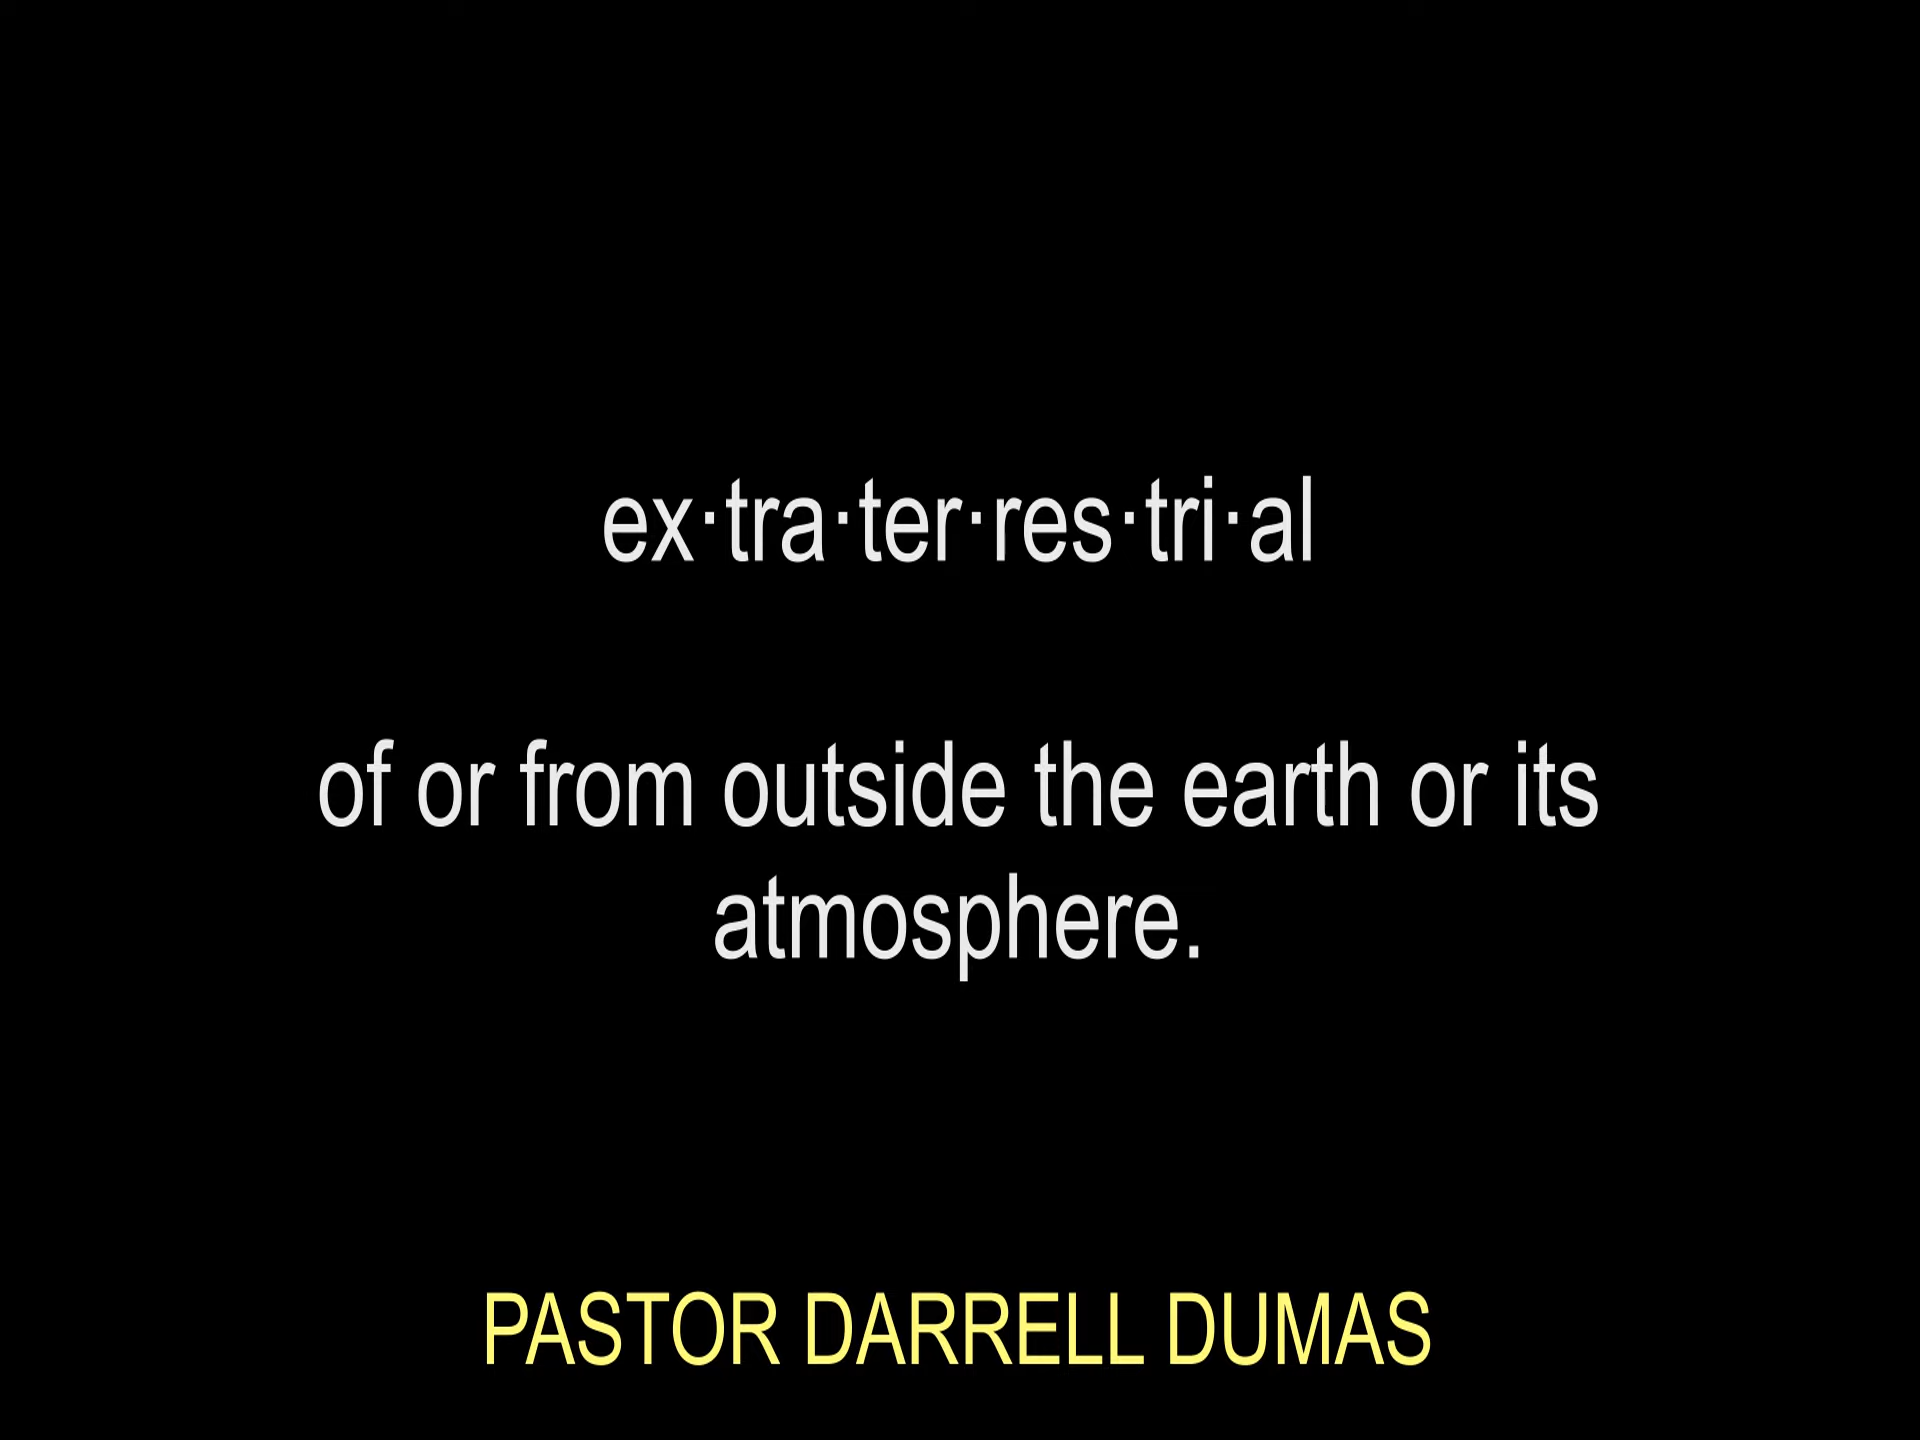 ex·tra·ter·res·tri·al
of or from outside the earth or its
atmosphere.
PASTOR DARRELL DUMAS